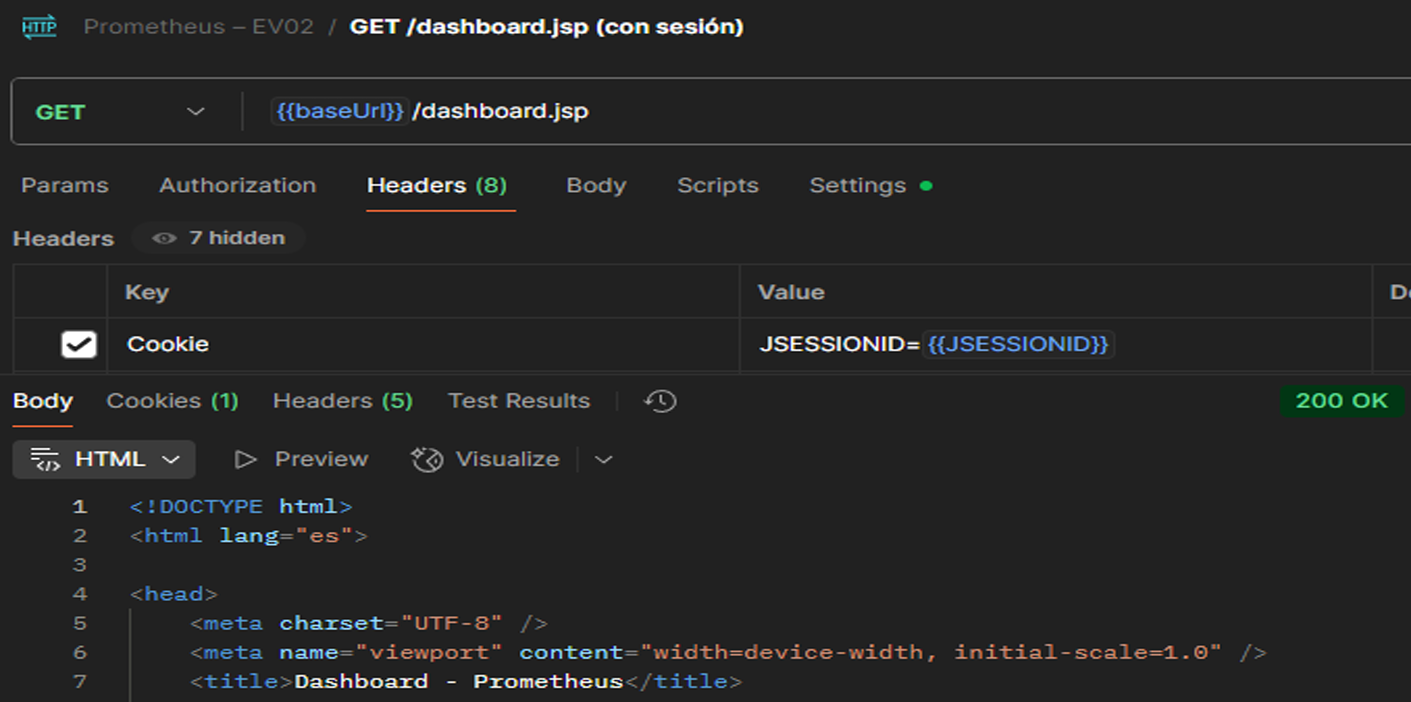 HTTP Prometheus – EV02 / GET /dashboard.jsp (con sesión)
GET {{baseUrl}} /dashboard.jsp
Params Authorization Headers (8) Body Scripts Settings
Headers 7 hidden
Key Value
Cookie JSESSIONID= {{JSESSIONID}}
Body Cookies (1) Headers (5) Test Results 200 OK
HTML Preview Visualize
1 <!DOCTYPE html>
2 <html lang="es">
3
4 <head>
5 <meta charset="UTF-8" />
6 <meta name="viewport" content="width=device-width, initial-scale=1.0" />
7 <title>Dashboard - Prometheus</title>